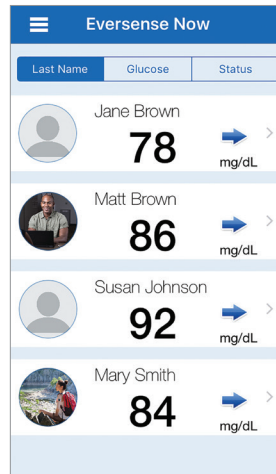 Eversense Now
Last Name Glucose Status
Jane Brown
78
mg/dL
Matt Brown
86
mg/dL
Susan Johnson
92
mg/dL
Mary Smith
84
mg/dL